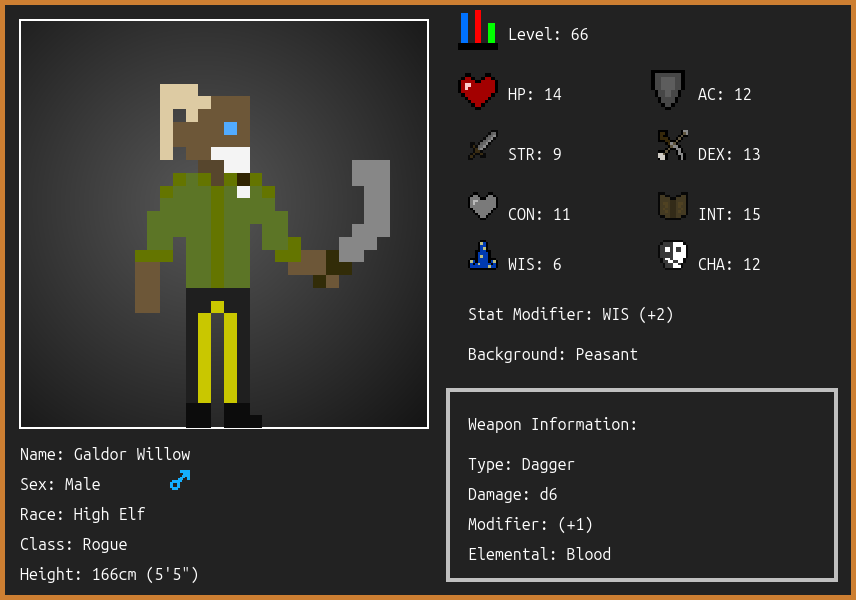 Level: 66
HP: 14
AC: 12
STR: 9
DEX: 13
CON: 11
INT: 15
WIS: 6
CHA: 12
Stat Modifier: WIS (+2)
Background: Peasant
Weapon Information:
Type: Dagger
Damage: d6
Modifier: (+1)
Elemental: Blood
Name: Galdor Willow
Sex: Male
Race: High Elf
Class: Rogue
Height: 166cm (5'5")